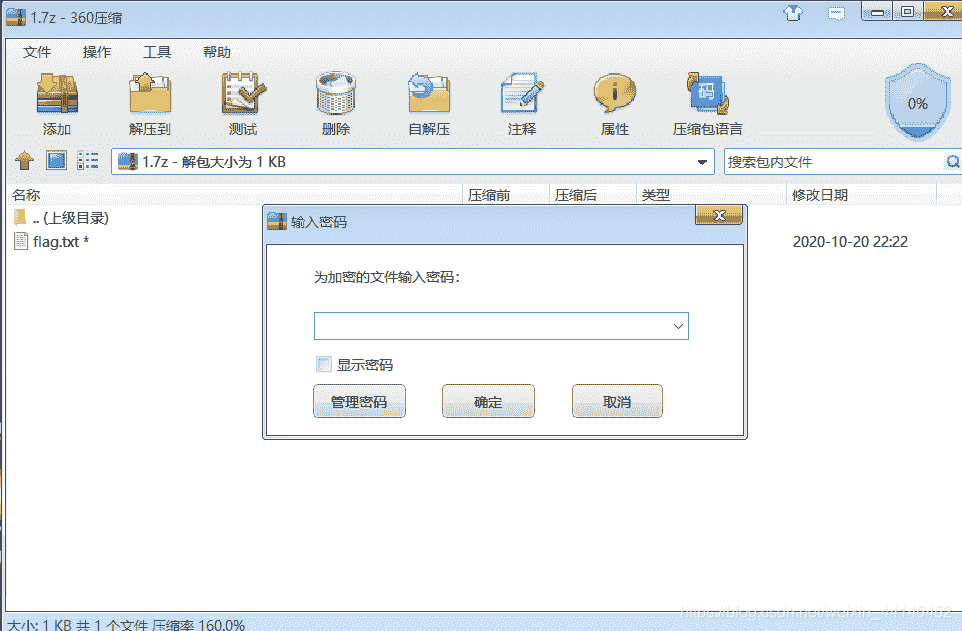 1.7z - 360压缩
文件 操作 工具 帮助
添加 解压到 测试 删除 自解压 注释 属性 压缩包语言 0%
码
1.7z - 解包大小为 1 KB 搜索包内文件
名称 压缩前 压缩后 类型 修改日期
.. (上级目录)
flag.txt * 2020-10-20 22:22
输入密码
为加密的文件输入密码:
显示密码
管理密码 确定 取消
大小: 1 KB 共 1 个文件 压缩率 160.0%